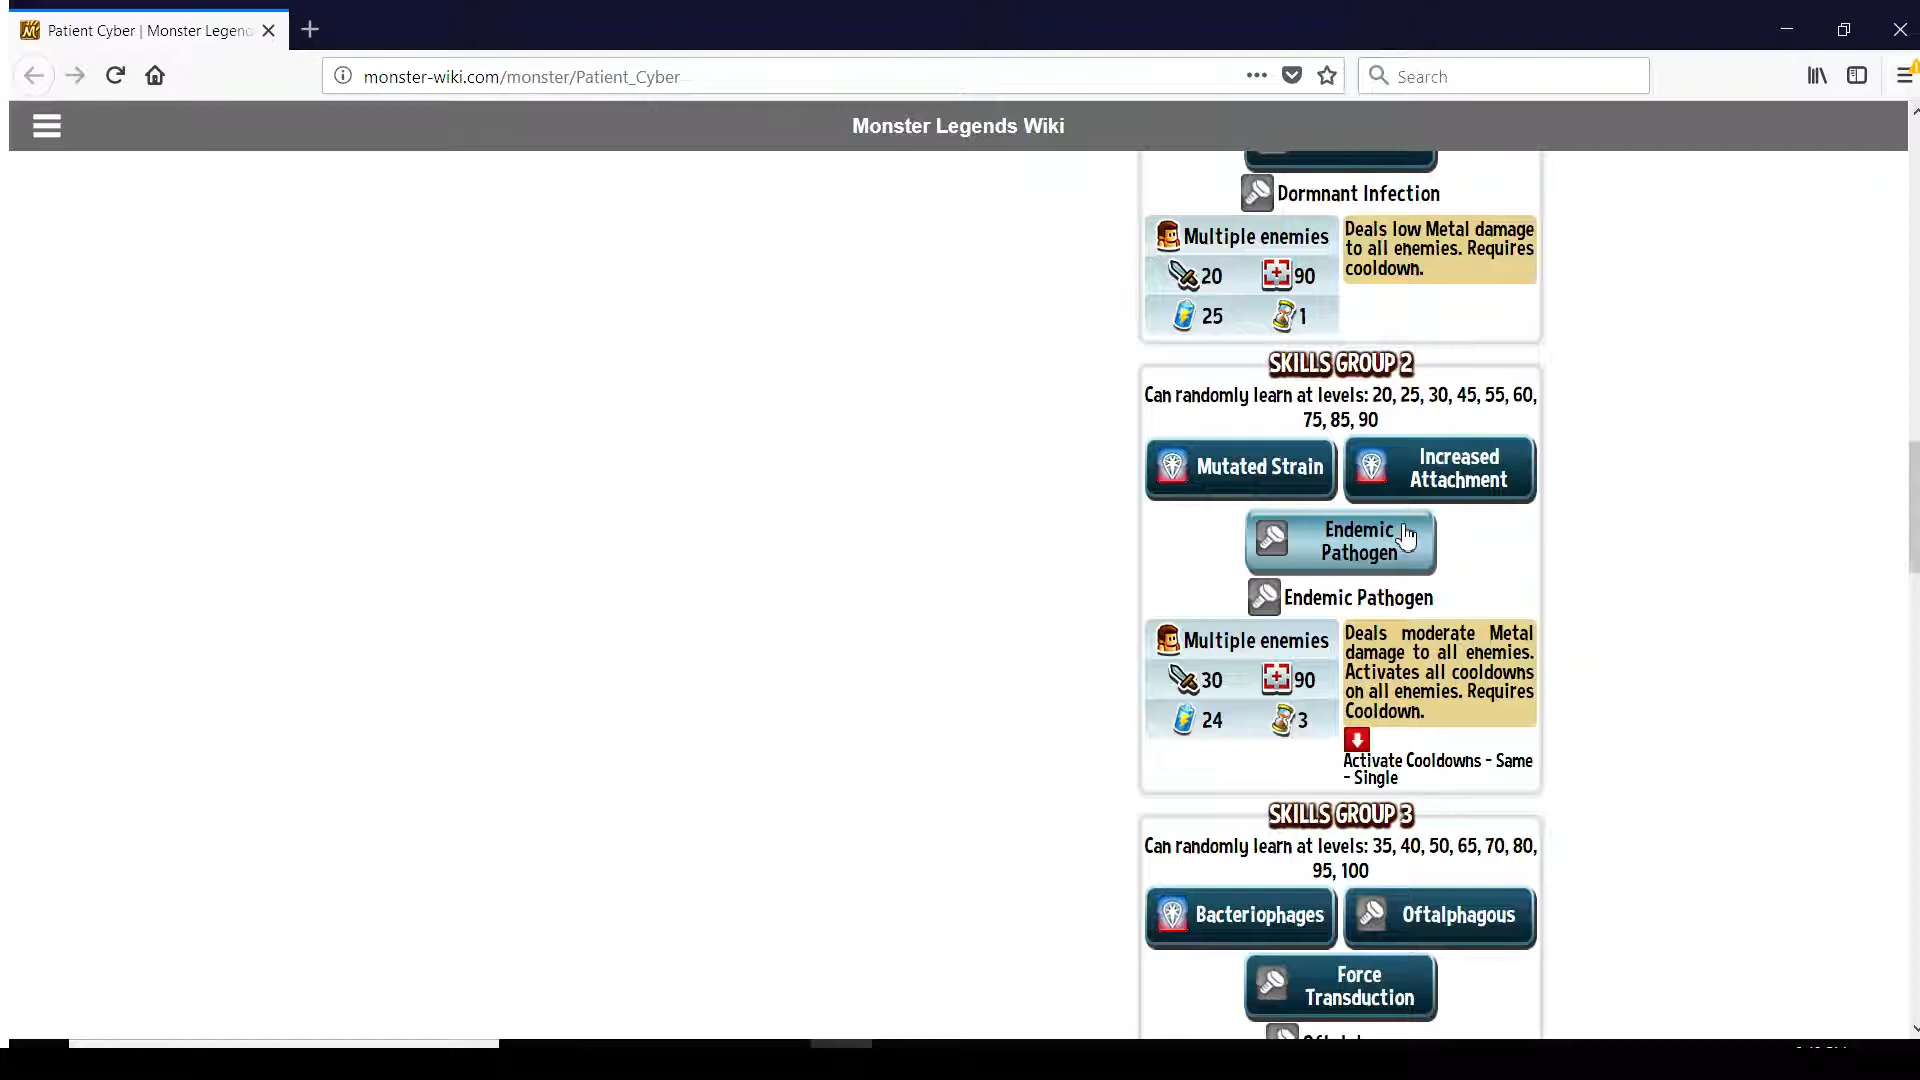 Patient Cyber | Monster Legend
monster-wiki.com/monster/Patient_Cyber
Search
Monster Legends Wiki
Dormnant Infection
Multiple enemies
20 90
25 1
Deals low Metal damage
to all enemies. Requires
cooldown.
SKILLS GROUP 2
Can randomly learn at levels: 20, 25, 30, 45, 55, 60,
75, 85, 90
Mutated Strain
Increased
Attachment
Endemic
Pathogen
Endemic Pathogen
Multiple enemies
30 90
24 3
Deals moderate Metal
damage to all enemies.
Activates all cooldowns
on all enemies. Requires
Cooldown.
Activate Cooldowns - Same
- Single
SKILLS GROUP 3
Can randomly learn at levels: 35, 40, 50, 65, 70, 80,
95, 100
Bacteriophages
Oftalphagous
Force
Transduction